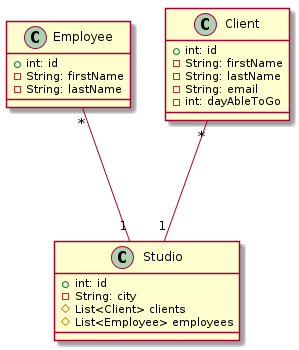 C Employee
int: id
String: firstName
String: lastName
C Client
int: id
String: firstName
String: lastName
String: email
int: dayAbleToGo
*
*
1
1
C Studio
int: id
String: city
List<Client> clients
List<Employee> employees